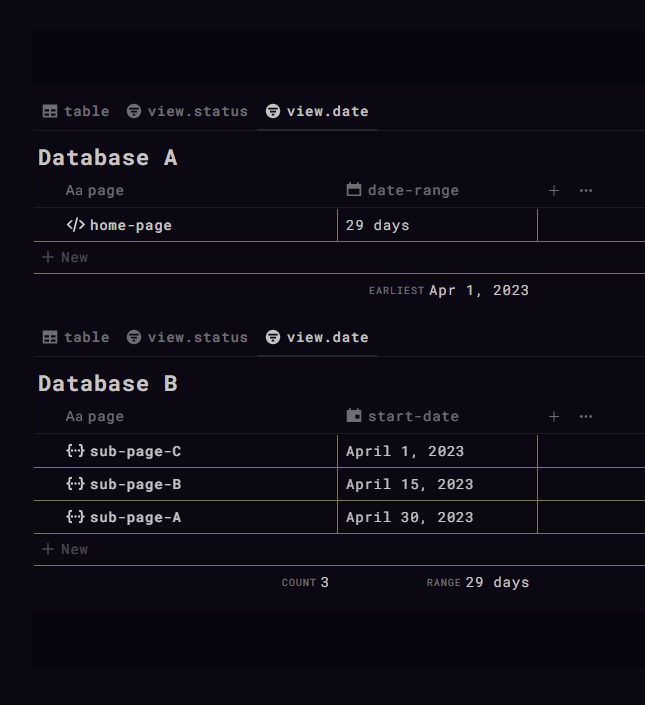 table view.status view.date
Database A
Aa page date-range + ...
</> home-page 29 days
+ New
EARLIEST Apr 1, 2023
table view.status view.date
Database B
Aa page start-date + ...
{··} sub-page-C April 1, 2023
{··} sub-page-B April 15, 2023
{··} sub-page-A April 30, 2023
+ New
COUNT 3 RANGE 29 days